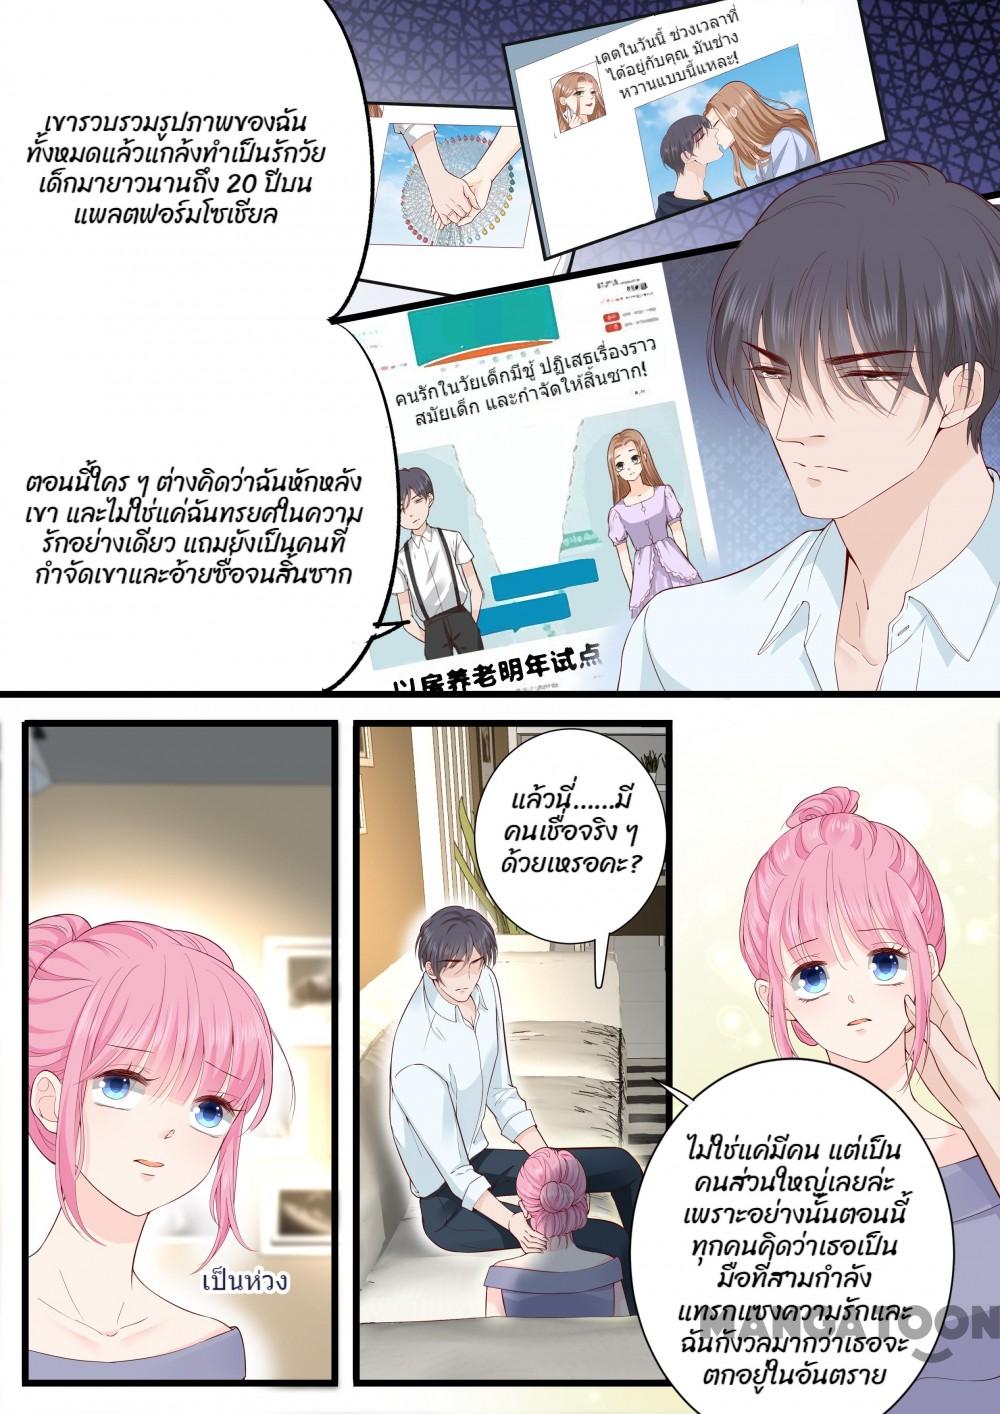 เดตในวันนี้ ช่วงเวลาที่
ได้อยู่กับคุณ มันช่าง
หวานแบบนี้แหละ!
เขารวบรวมรูปภาพของฉัน
ทั้งหมดแล้วแกล้งทำเป็นรักวัย
เด็กมายาวนานถึง 20 ปีบน
แพลตฟอร์มโซเชียล
คนรักในวัยเด็กมีชู้ ปฏิเสธเรื่องราว
สมัยเด็ก และกำจัดให้สิ้นซาก!
ตอนนี้ใคร ๆ ต่างคิดว่าฉันหักหลัง
เขา และไม่ใช่แค่ฉันทรยศในความ
รักอย่างเดียว แถมยังเป็นคนที่
กำจัดเขาและอ้ายซือจนสิ้นซาก
以房养老明年试点
แล้วนี่......มี
คนเชื่อจริง ๆ
ด้วยเหรอคะ?
เป็นห่วง
ไม่ใช่แค่มีคน แต่เป็น
คนส่วนใหญ่เลยล่ะ
เพราะอย่างนั้นตอนนี้
ทุกคนคิดว่าเธอเป็น
มือที่สามกำลัง
แทรกแซงความรักและ
ฉันกังวลมากว่าเธอจะ
ตกอยู่ในอันตราย
MANGATOON